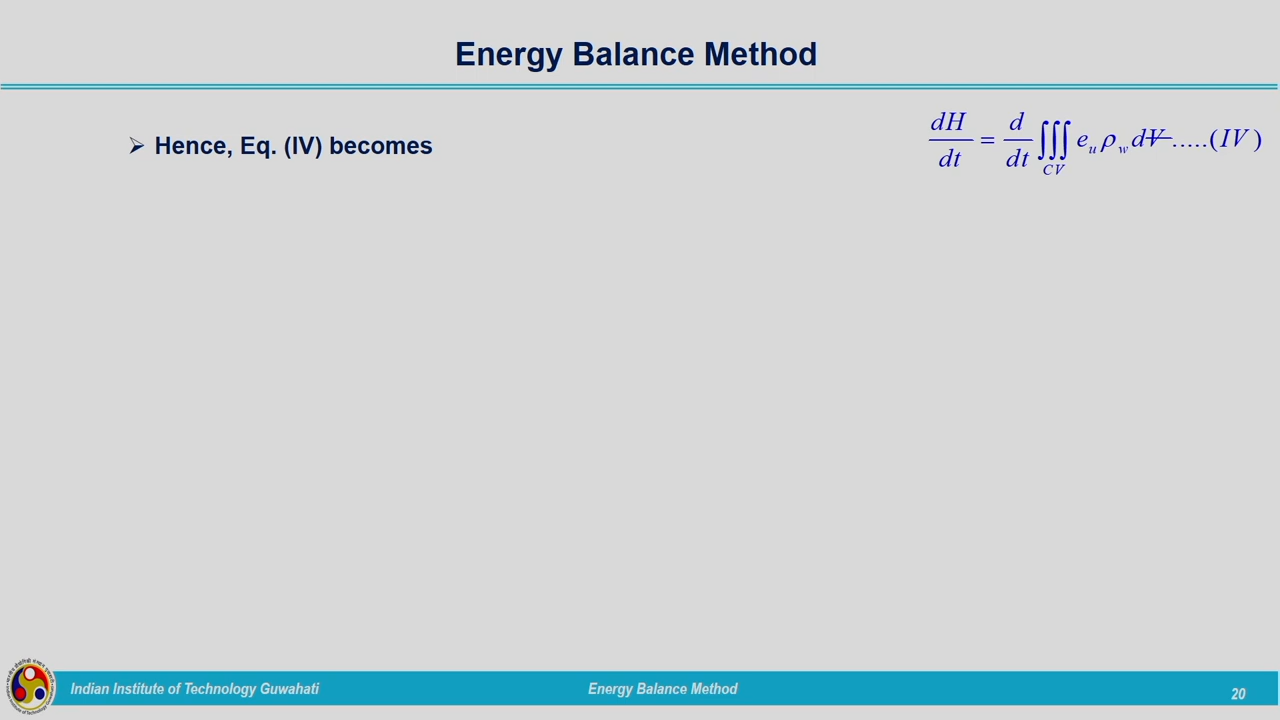 Energy Balance Method
➢ Hence, Eq. (IV) becomes
dH/dt = d/dt ∭_CV e_u ρ_w dV .....(IV)
Indian Institute of Technology Guwahati
Energy Balance Method
20